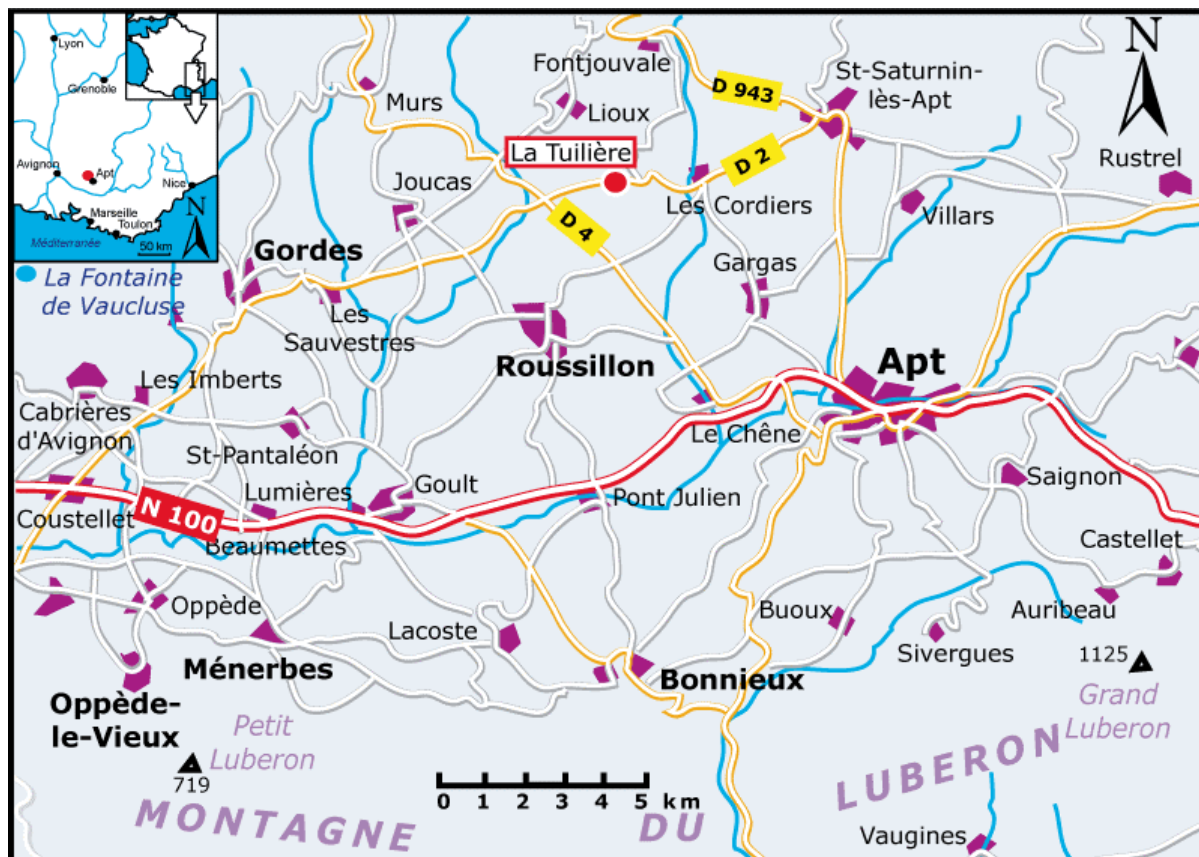 Lyon
Grenoble
Avignon
Apt
Nice
Marseille
Toulon
Méditerranée
50 km
N
N
Fontjouvale
D 943
St-Saturnin-
lès-Apt
Murs
Lioux
La Tuilière
D 2
Rustrel
Joucas
Les Cordiers
Villars
D 4
Gordes
Gargas
La Fontaine
de Vaucluse
Les
Sauvestres
Roussillon
Apt
Les Imberts
Cabrières
d'Avignon
St-Pantaléon
Le Chêne
Saignon
Lumières
Goult
Pont Julien
Coustellet
N 100
Beaumettes
Castellet
Oppède
Lacoste
Buoux
Auribeau
Sivergues
1125
Ménerbes
Bonnieux
Grand
Luberon
Oppède-
le-Vieux
Petit
Luberon
719
0 1 2 3 4 5 km
MONTAGNE
DU
LUBERON
Vaugines